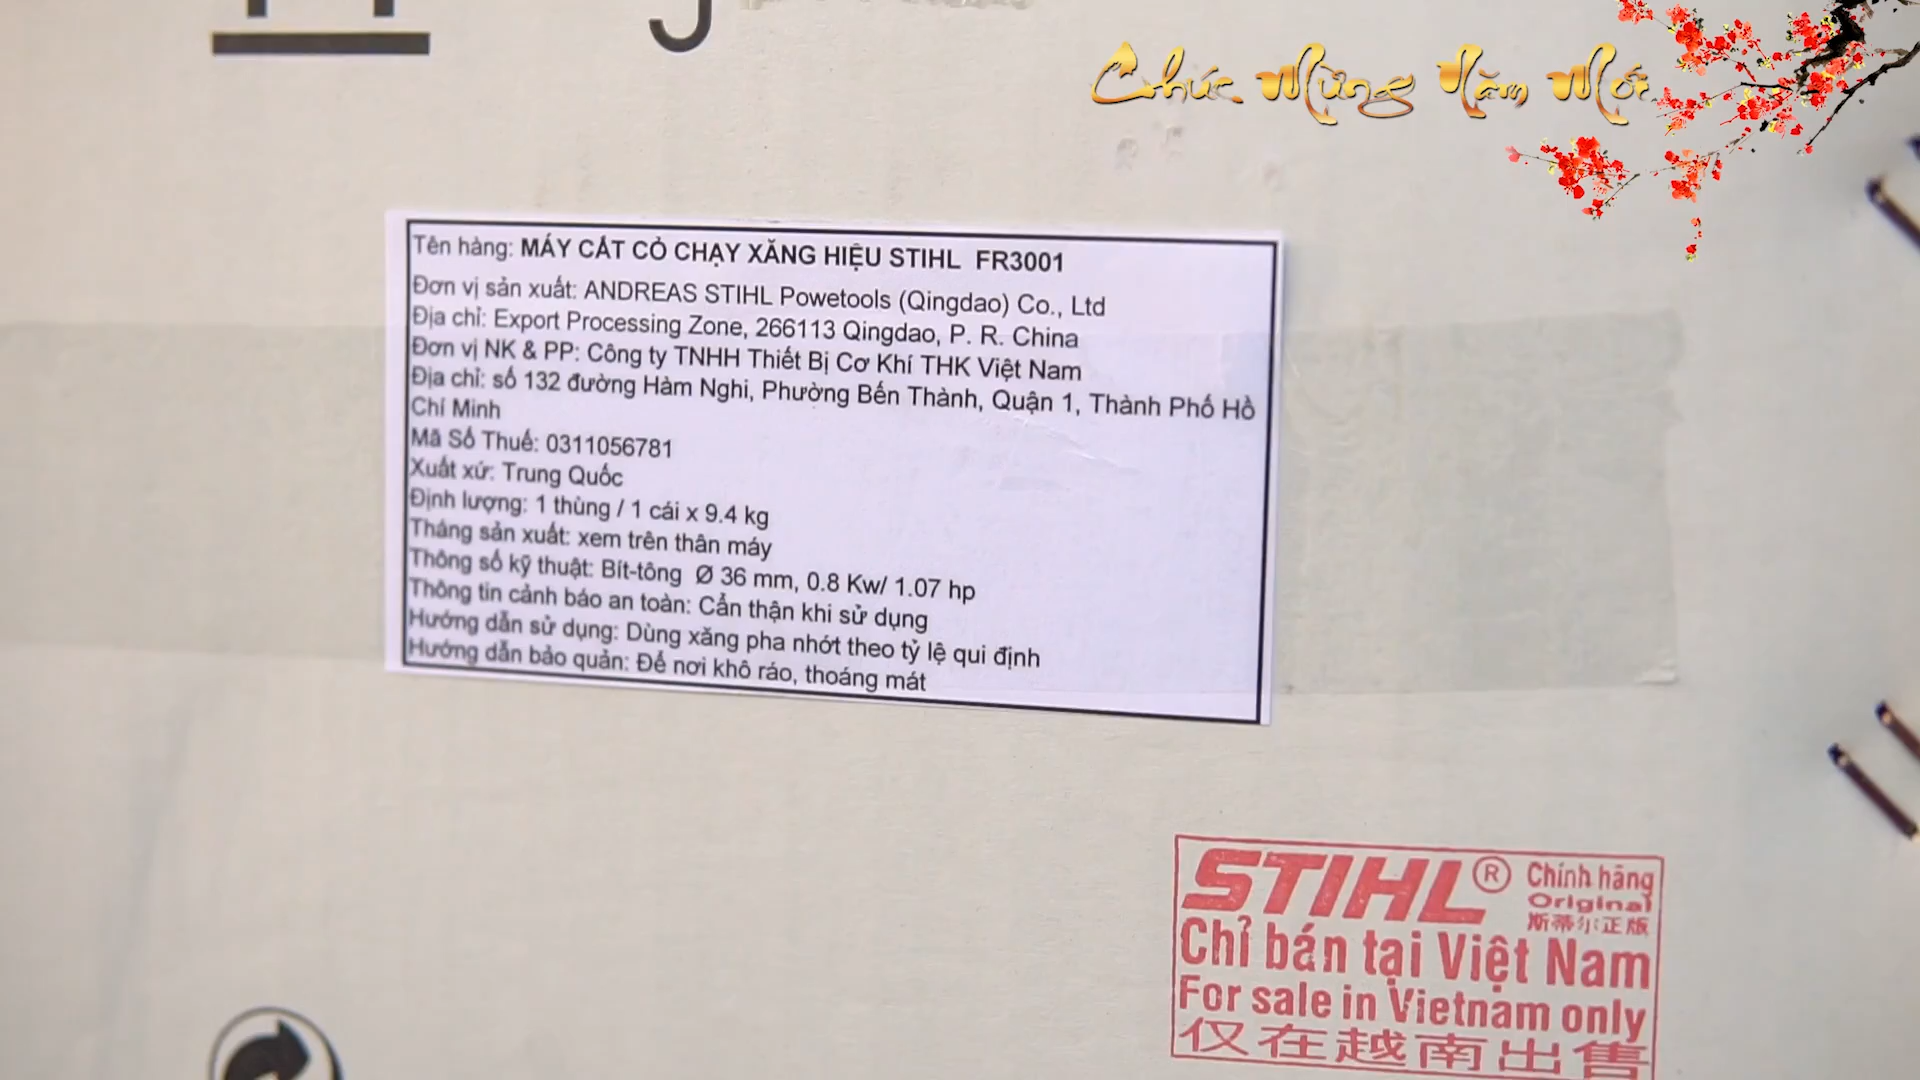 Chúc Mừng Năm Mới
Tên hàng: MÁY CẮT CỎ CHẠY XĂNG HIỆU STIHL FR3001
Đơn vị sản xuất: ANDREAS STIHL Powetools (Qingdao) Co., Ltd
Địa chỉ: Export Processing Zone, 266113 Qingdao, P. R. China
Đơn vị NK & PP: Công ty TNHH Thiết Bị Cơ Khí THK Việt Nam
Địa chỉ: số 132 đường Hàm Nghi, Phường Bến Thành, Quận 1, Thành Phố Hồ
Chí Minh
Mã Số Thuế: 0311056781
Xuất xứ: Trung Quốc
Định lượng: 1 thùng / 1 cái x 9.4 kg
Tháng sản xuất: xem trên thân máy
Thông số kỹ thuật: Bít-tông Ø 36 mm, 0.8 Kw/ 1.07 hp
Thông tin cảnh báo an toàn: Cẩn thận khi sử dụng
Hướng dẫn sử dụng: Dùng xăng pha nhớt theo tỷ lệ qui định
Hướng dẫn bảo quản: Để nơi khô ráo, thoáng mát
STIHL® Chính hãng
Original
斯蒂尔正版
Chỉ bán tại Việt Nam
For sale in Vietnam only
仅在越南出售